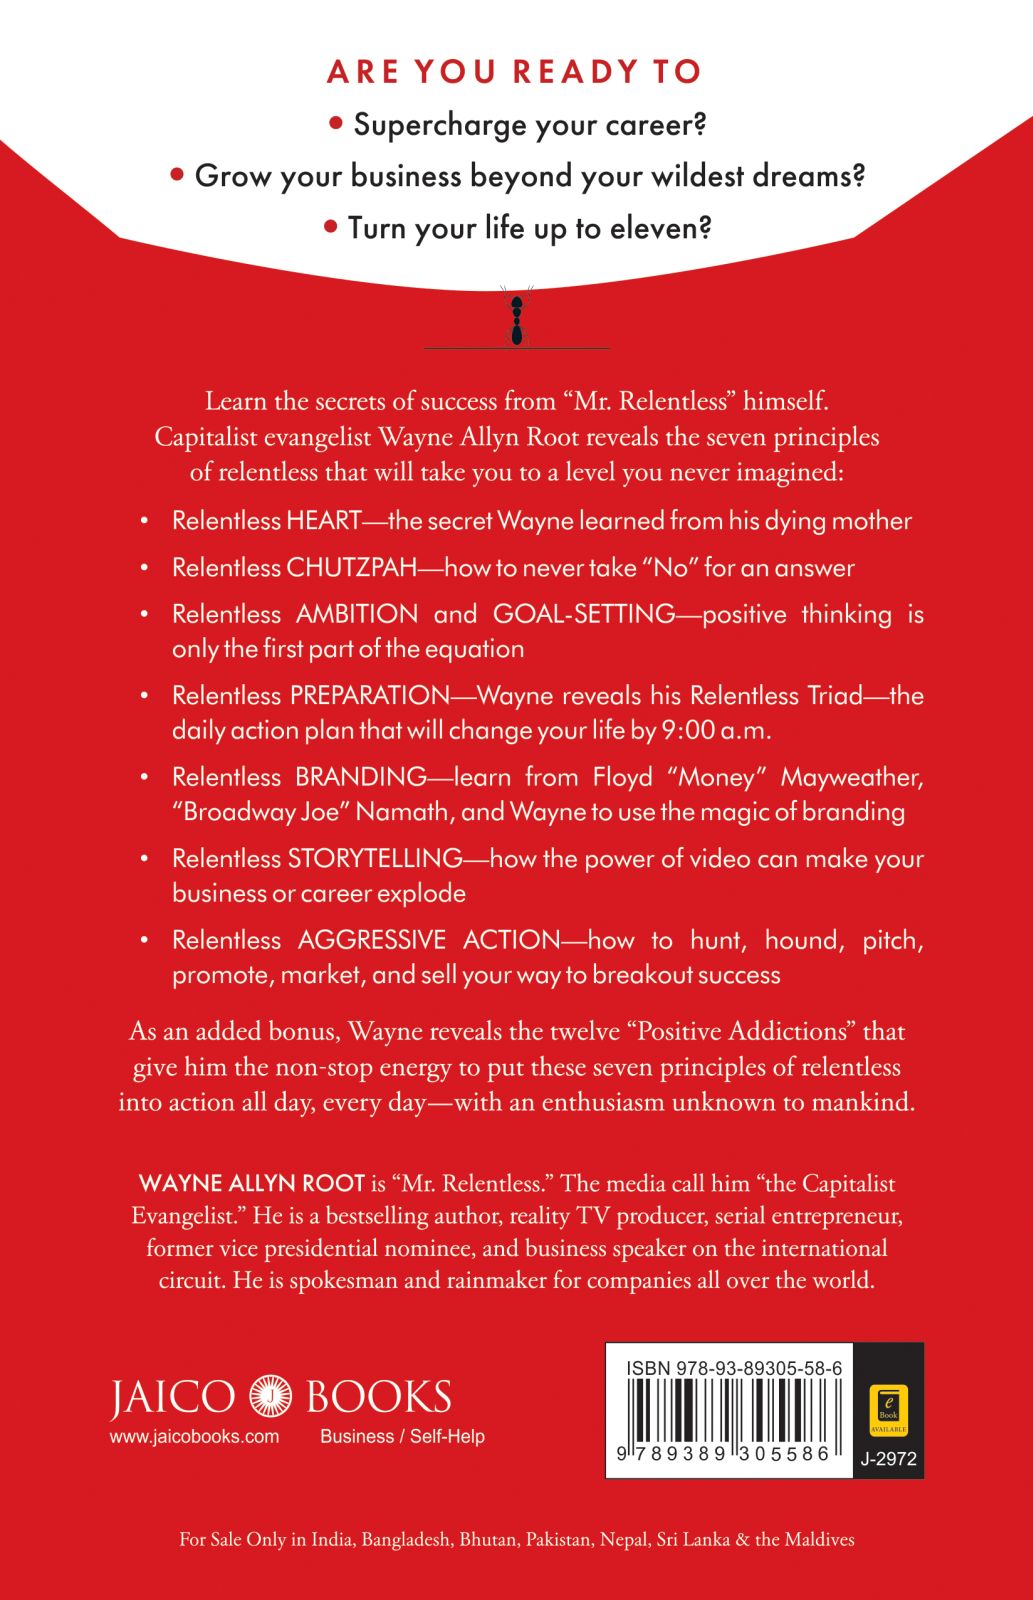 ARE YOU READY TO
• Supercharge your career?
• Grow your business beyond your wildest dreams?
• Turn your life up to eleven?
Learn the secrets of success from “Mr. Relentless” himself.
Capitalist evangelist Wayne Allyn Root reveals the seven principles
of relentless that will take you to a level you never imagined:
• Relentless HEART—the secret Wayne learned from his dying mother
• Relentless CHUTZPAH—how to never take “No” for an answer
• Relentless AMBITION and GOAL-SETTING—positive thinking is
only the first part of the equation
• Relentless PREPARATION—Wayne reveals his Relentless Triad—the
daily action plan that will change your life by 9:00 a.m.
• Relentless BRANDING—learn from Floyd “Money” Mayweather,
“Broadway Joe” Namath, and Wayne to use the magic of branding
• Relentless STORYTELLING—how the power of video can make your
business or career explode
• Relentless AGGRESSIVE ACTION—how to hunt, hound, pitch,
promote, market, and sell your way to breakout success
As an added bonus, Wayne reveals the twelve “Positive Addictions” that
give him the non-stop energy to put these seven principles of relentless
into action all day, every day—with an enthusiasm unknown to mankind.
WAYNE ALLYN ROOT is “Mr. Relentless.” The media call him “the Capitalist
Evangelist.” He is a bestselling author, reality TV producer, serial entrepreneur,
former vice presidential nominee, and business speaker on the international
circuit. He is spokesman and rainmaker for companies all over the world.
JAICO J BOOKS
www.jaicobooks.com Business / Self-Help
ISBN 978-93-89305-58-6
9 789389 305586
e
Book
AVAILABLE
J-2972
For Sale Only in India, Bangladesh, Bhutan, Pakistan, Nepal, Sri Lanka & the Maldives